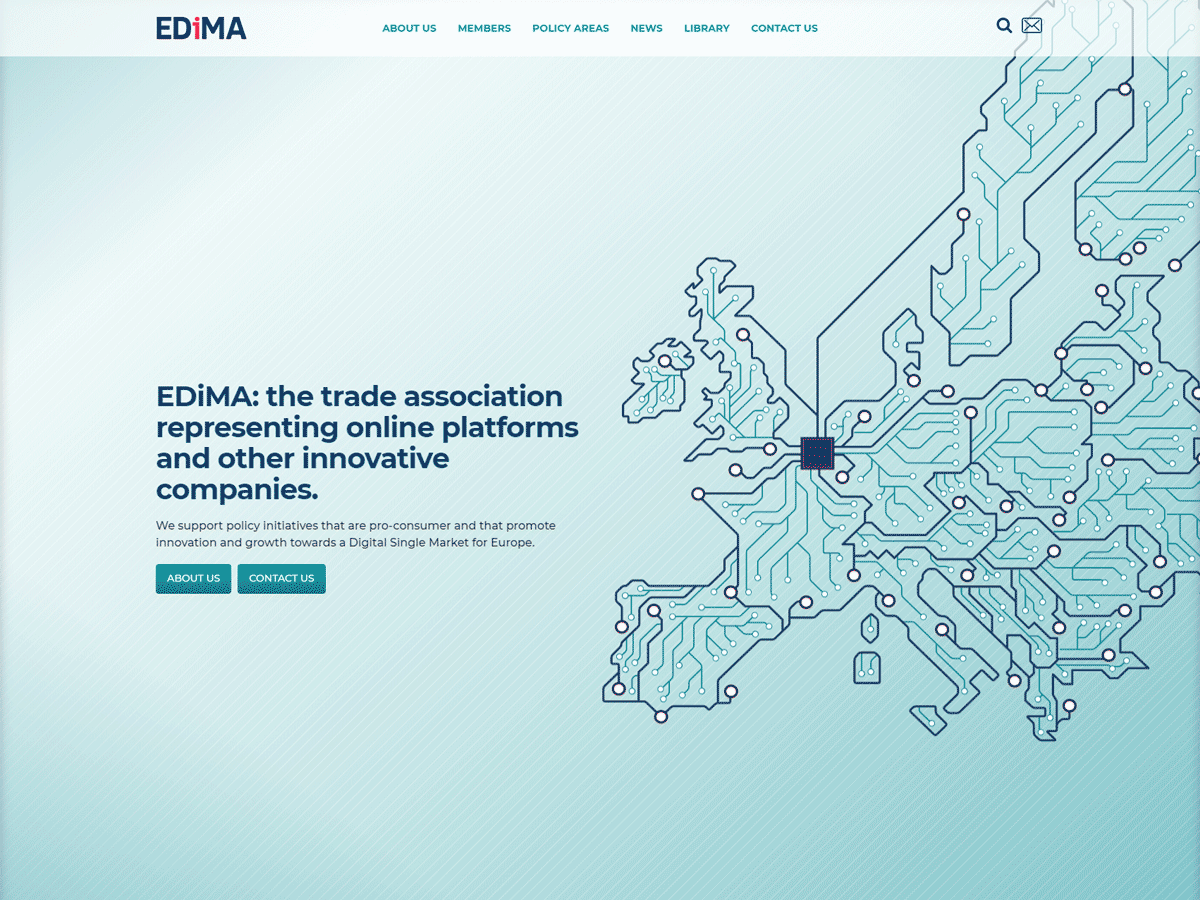 EDiMA
ABOUT US MEMBERS POLICY AREAS NEWS LIBRARY CONTACT US
EDiMA: the trade association
representing online platforms
and other innovative
companies.
We support policy initiatives that are pro-consumer and that promote
innovation and growth towards a Digital Single Market for Europe.
ABOUT US CONTACT US